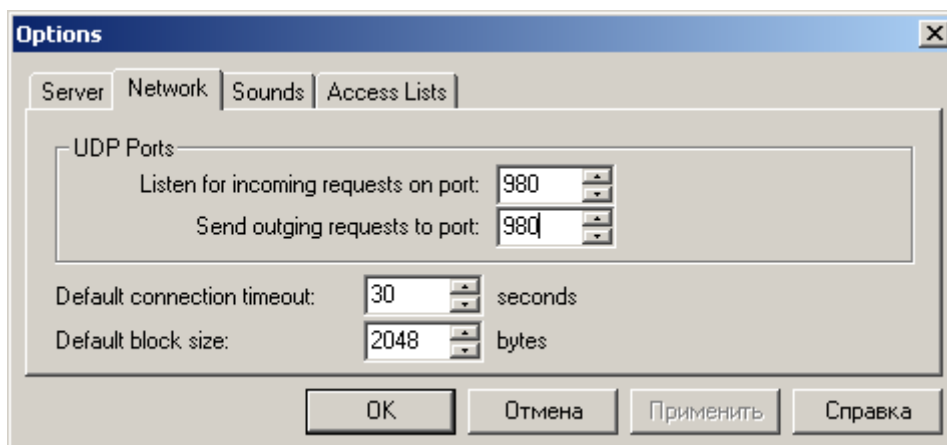 Options
Server Network Sounds Access Lists
UDP Ports
Listen for incoming requests on port: 980
Send outging requests to port: 980
Default connection timeout: 30 seconds
Default block size: 2048 bytes
OK Отмена Применить Справка